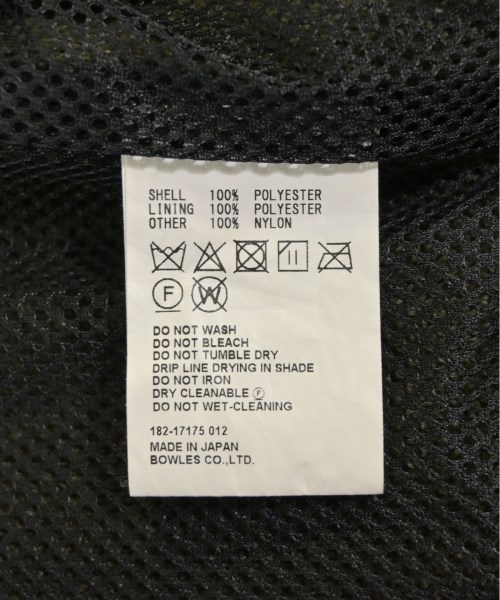 SHELL 100% POLYESTER
LINING 100% POLYESTER
OTHER 100% NYLON
F W
DO NOT WASH
DO NOT BLEACH
DO NOT TUMBLE DRY
DRIP LINE DRYING IN SHADE
DO NOT IRON
DRY CLEANABLE Ⓕ
DO NOT WET-CLEANING
182-17175 012
MADE IN JAPAN
BOWLES CO.,LTD.